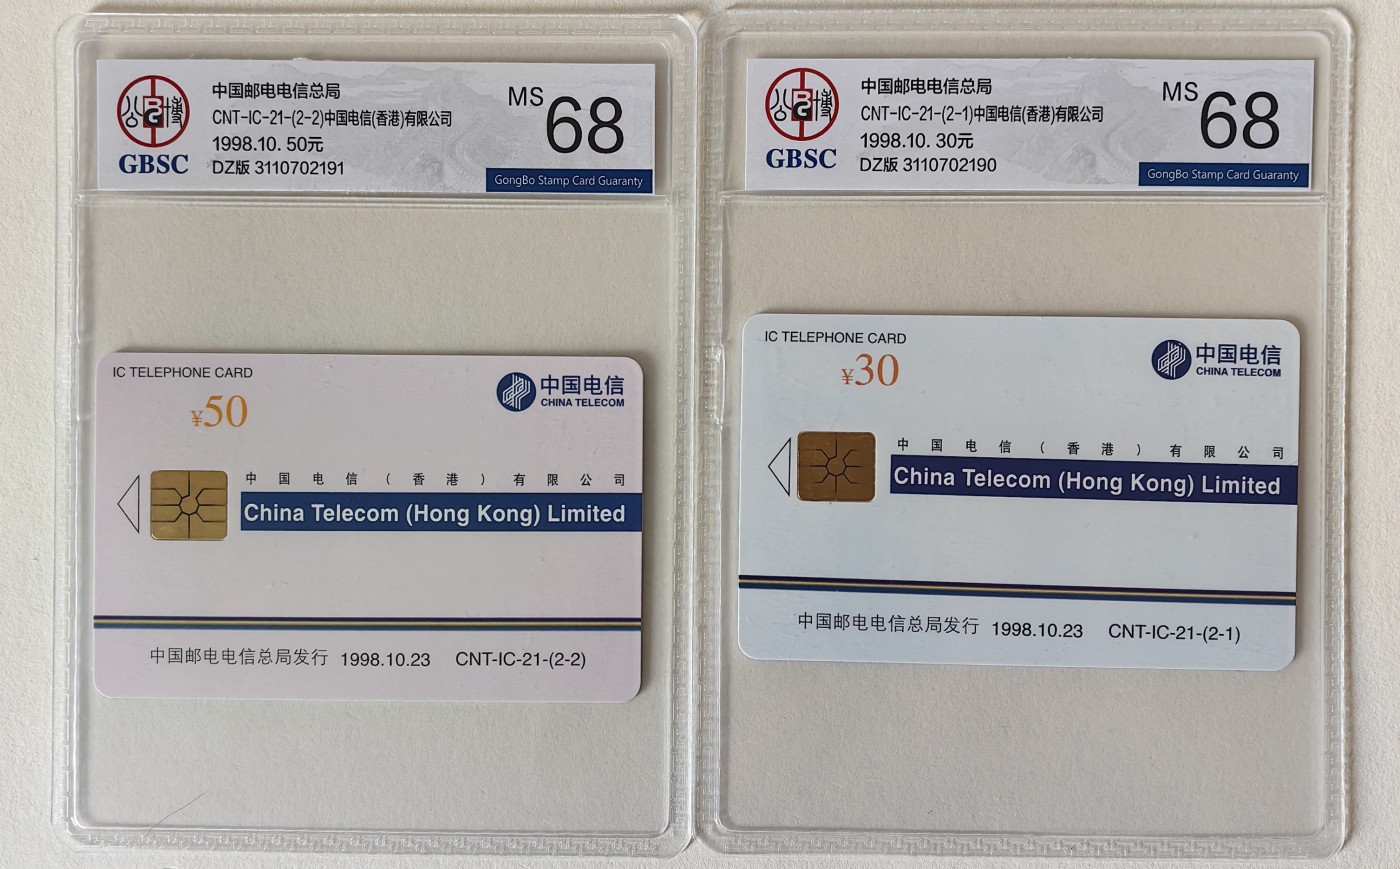 中国邮电电信总局
CNT-IC-21-(2-2)中国电信(香港)有限公司
1998.10. 50元
DZ版 3110702191
MS 68
公博
GBSC
GongBo Stamp Card Guaranty
IC TELEPHONE CARD
¥50
中国电信
CHINA TELECOM
中国电信(香港)有限公司
China Telecom (Hong Kong) Limited
中国邮电电信总局发行 1998.10.23 CNT-IC-21-(2-2)
中国邮电电信总局
CNT-IC-21-(2-1)中国电信(香港)有限公司
1998.10. 30元
DZ版 3110702190
MS 68
公博
GBSC
GongBo Stamp Card Guaranty
IC TELEPHONE CARD
¥30
中国电信
CHINA TELECOM
中国电信(香港)有限公司
China Telecom (Hong Kong) Limited
中国邮电电信总局发行 1998.10.23 CNT-IC-21-(2-1)